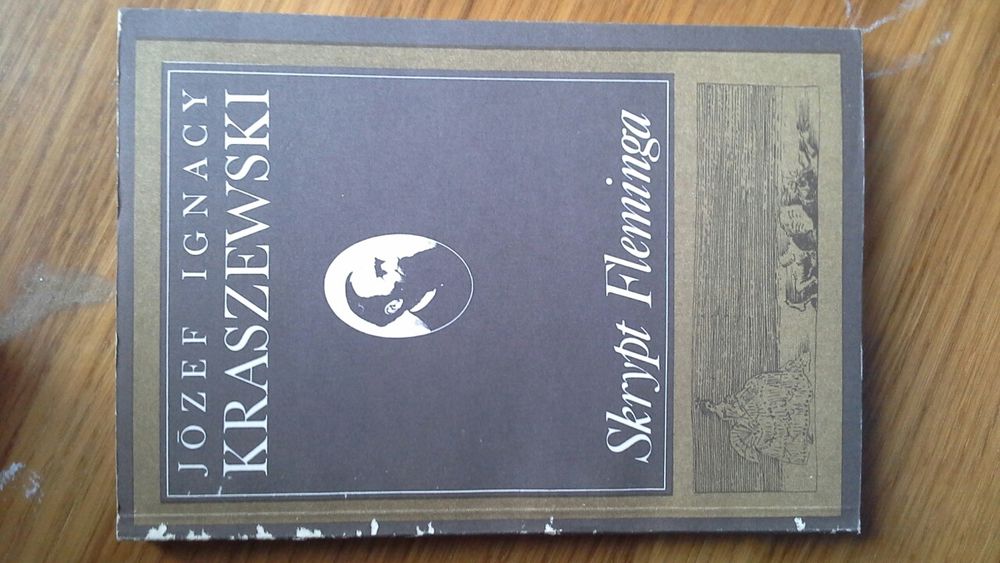 JÓZEF IGNACY
KRASZEWSKI
Skrypt Fleminga